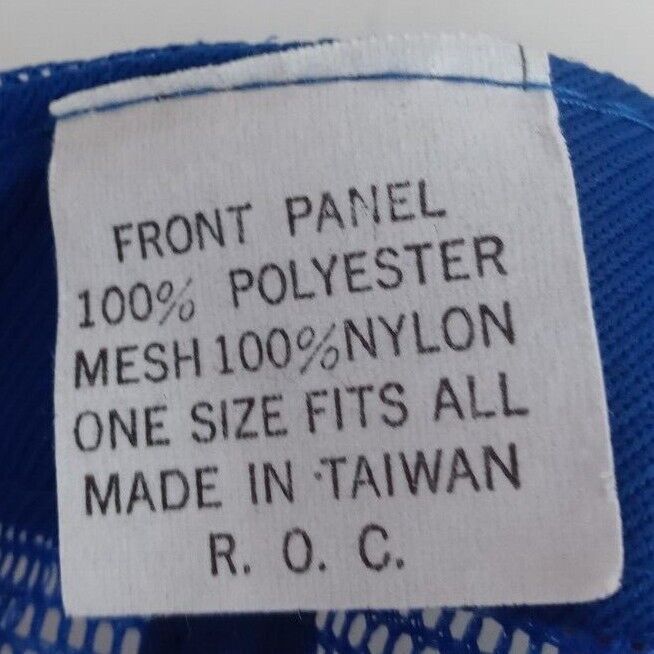 FRONT PANEL
100% POLYESTER
MESH 100% NYLON
ONE SIZE FITS ALL
MADE IN TAIWAN
R. O. C.